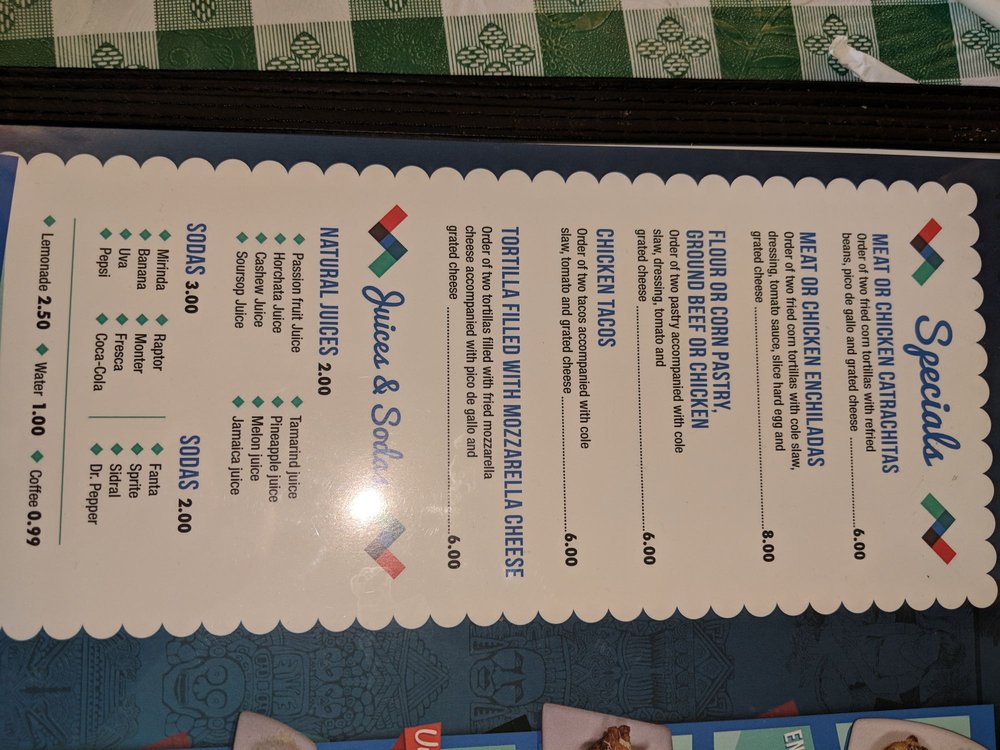 Specials
MEAT OR CHICKEN CATRACHITAS
Order of two fried corn tortillas with refried
beans, pico de gallo and grated cheese ..........6.00
MEAT OR CHICKEN ENCHILADAS
Order of two fried corn tortillas with cole slaw,
dressing, tomato sauce, slice hard egg and
grated cheese ..........8.00
FLOUR OR CORN PASTRY,
GROUND BEEF OR CHICKEN
Order of two pastry accompanied with cole
slaw, dressing, tomato and
grated cheese ..........6.00
CHICKEN TACOS
Order of two tacos accompanied with cole
slaw, tomato and grated cheese ..........6.00
TORTILLA FILLED WITH MOZZARELLA CHEESE
Order of two tortillas filled with fried mozzarella
cheese accompanied with pico de gallo and
grated cheese ..........6.00
Juices & Sodas
NATURAL JUICES 2.00
Passion fruit Juice
Horchata Juice
Cashew Juice
Soursop Juice
Tamarind juice
Pineapple juice
Melon juice
Jamaica juice
SODAS 3.00
Mirinda
Banana
Uva
Pepsi
Raptor
Monter
Fresca
Coca-Cola
SODAS 2.00
Fanta
Sprite
Sidral
Dr. Pepper
Lemonade 2.50 Water 1.00 Coffee 0.99